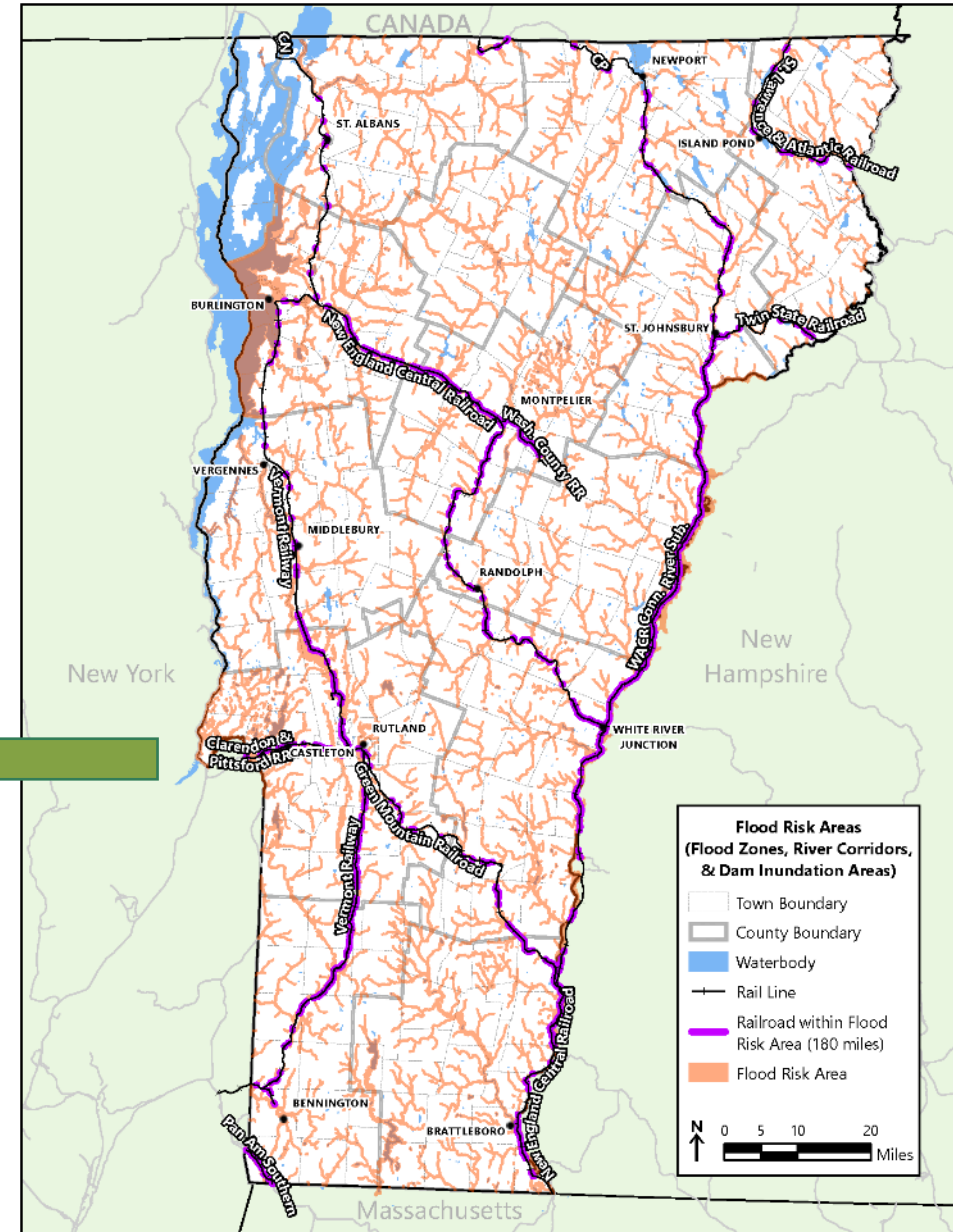 CANADA
CN
CP
NEWPORT
St. Lawrence & Atlantic Railroad
ST. ALBANS
ISLAND POND
BURLINGTON
New England Central Railroad
ST. JOHNSBURY
Twin State Railroad
MONTPELIER
Wash. County RR
VERGENNES
Vermont Railway
MIDDLEBURY
RANDOLPH
WACR Conn. River Sub.
New York
New
Hampshire
WHITE RIVER
JUNCTION
RUTLAND
Clarendon &
Pittsford RR
CASTLETON
Green Mountain Railroad
Vermont Railway
New England Central Railroad
BENNINGTON
BRATTLEBORO
Pan Am Southern
Massachusetts
Flood Risk Areas
(Flood Zones, River Corridors,
& Dam Inundation Areas)
Town Boundary
County Boundary
Waterbody
Rail Line
Railroad within Flood
Risk Area (180 miles)
Flood Risk Area
N
0 5 10 20
Miles